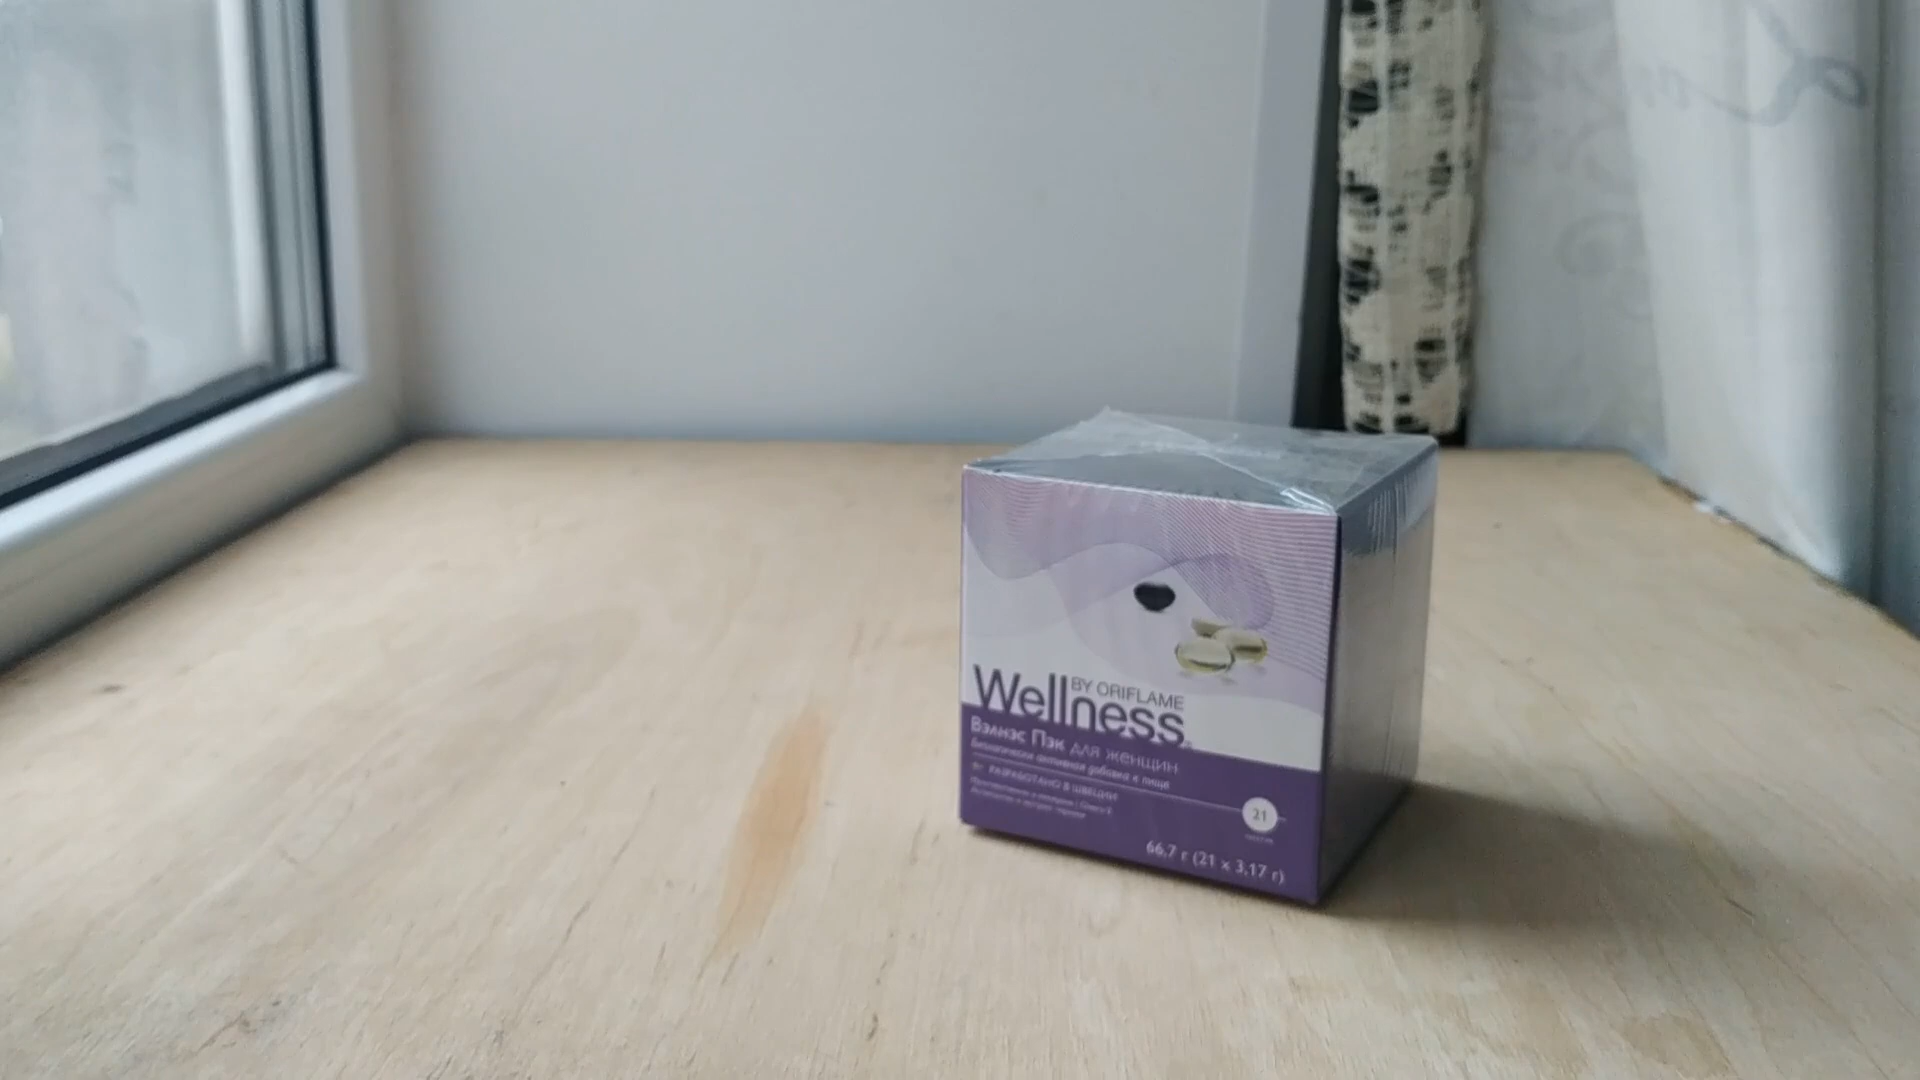 BY ORIFLAME
Wellness
Вэлнэс Пэк для женщин
Биологически активная добавка к пище
РАЗРАБОТАНО В ШВЕЦИИ
21
66,7 г (21 x 3,17 г)